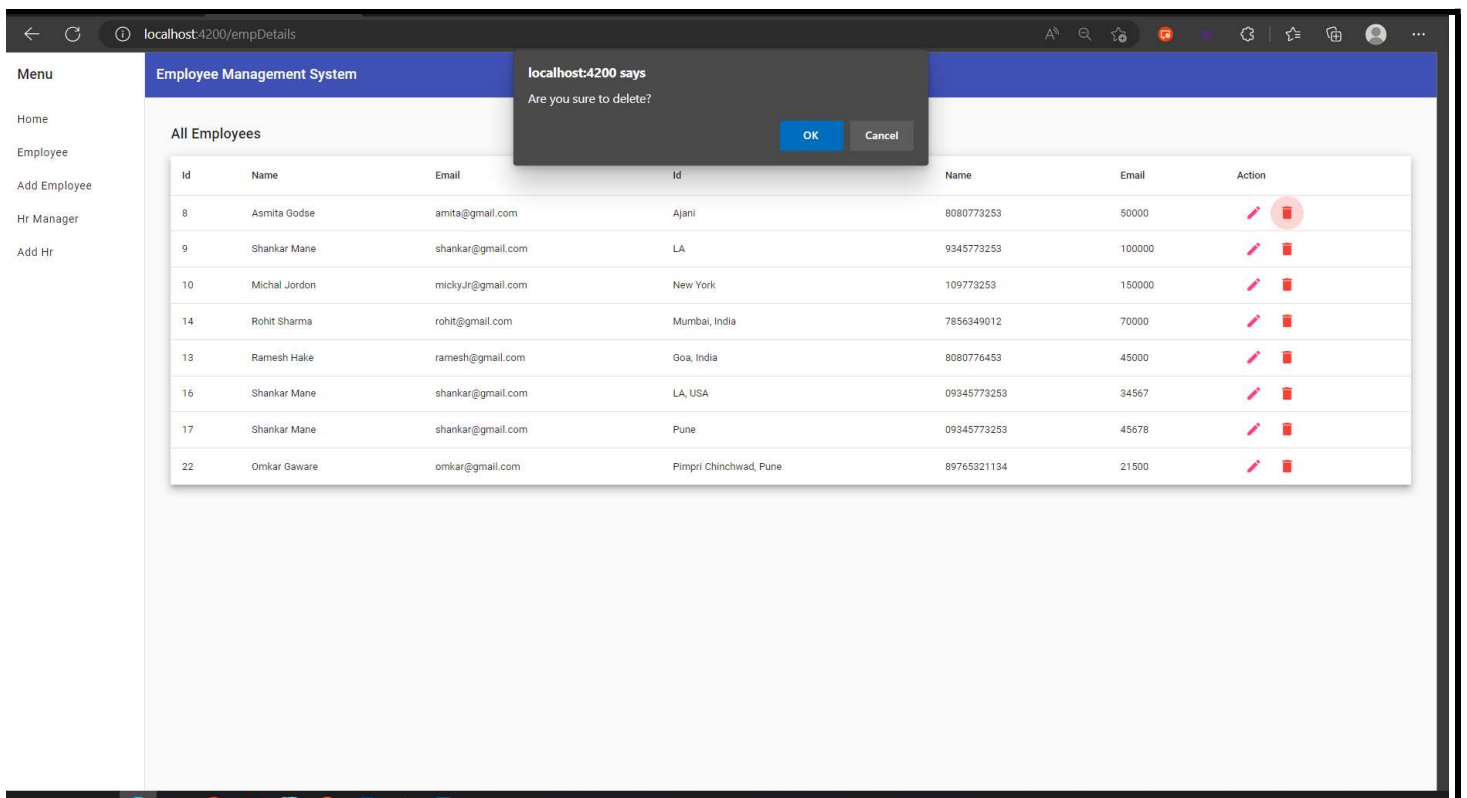 localhost:4200/empDetails
Menu
Employee Management System
localhost:4200 says
Are you sure to delete?
OK Cancel
Home
Employee
Add Employee
Hr Manager
Add Hr
All Employees
Id Name Email Id Name Email Action
8 Asmita Godse amita@gmail.com Ajani 8080773253 50000
9 Shankar Mane shankar@gmail.com LA 9345773253 100000
10 Michal Jordon mickyJr@gmail.com New York 109773253 150000
14 Rohit Sharma rohit@gmail.com Mumbai, India 7856349012 70000
13 Ramesh Hake ramesh@gmail.com Goa, India 8080776453 45000
16 Shankar Mane shankar@gmail.com LA, USA 09345773253 34567
17 Shankar Mane shankar@gmail.com Pune 09345773253 45678
22 Omkar Gaware omkar@gmail.com Pimpri Chinchwad, Pune 89765321134 21500